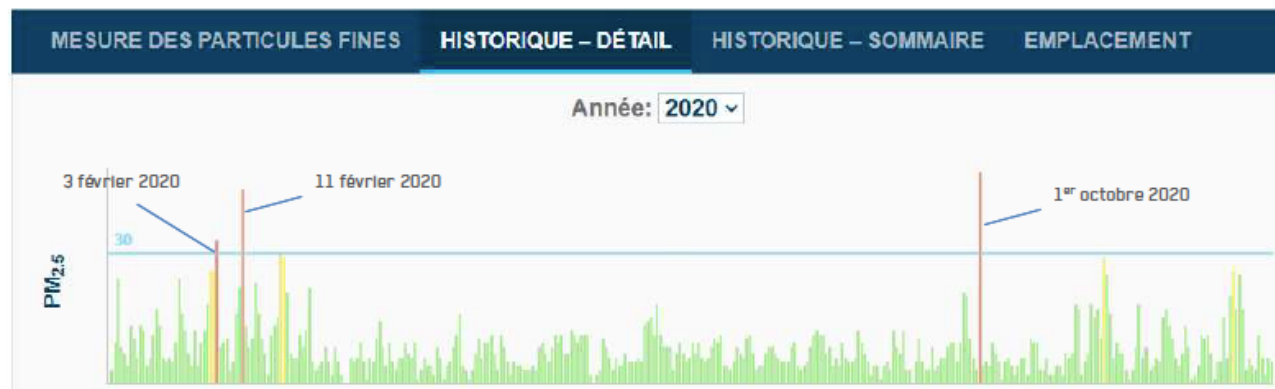 MESURE DES PARTICULES FINES HISTORIQUE – DÉTAIL HISTORIQUE – SOMMAIRE EMPLACEMENT
Année: 2020
3 février 2020 11 février 2020 1er octobre 2020
30
PM2.5